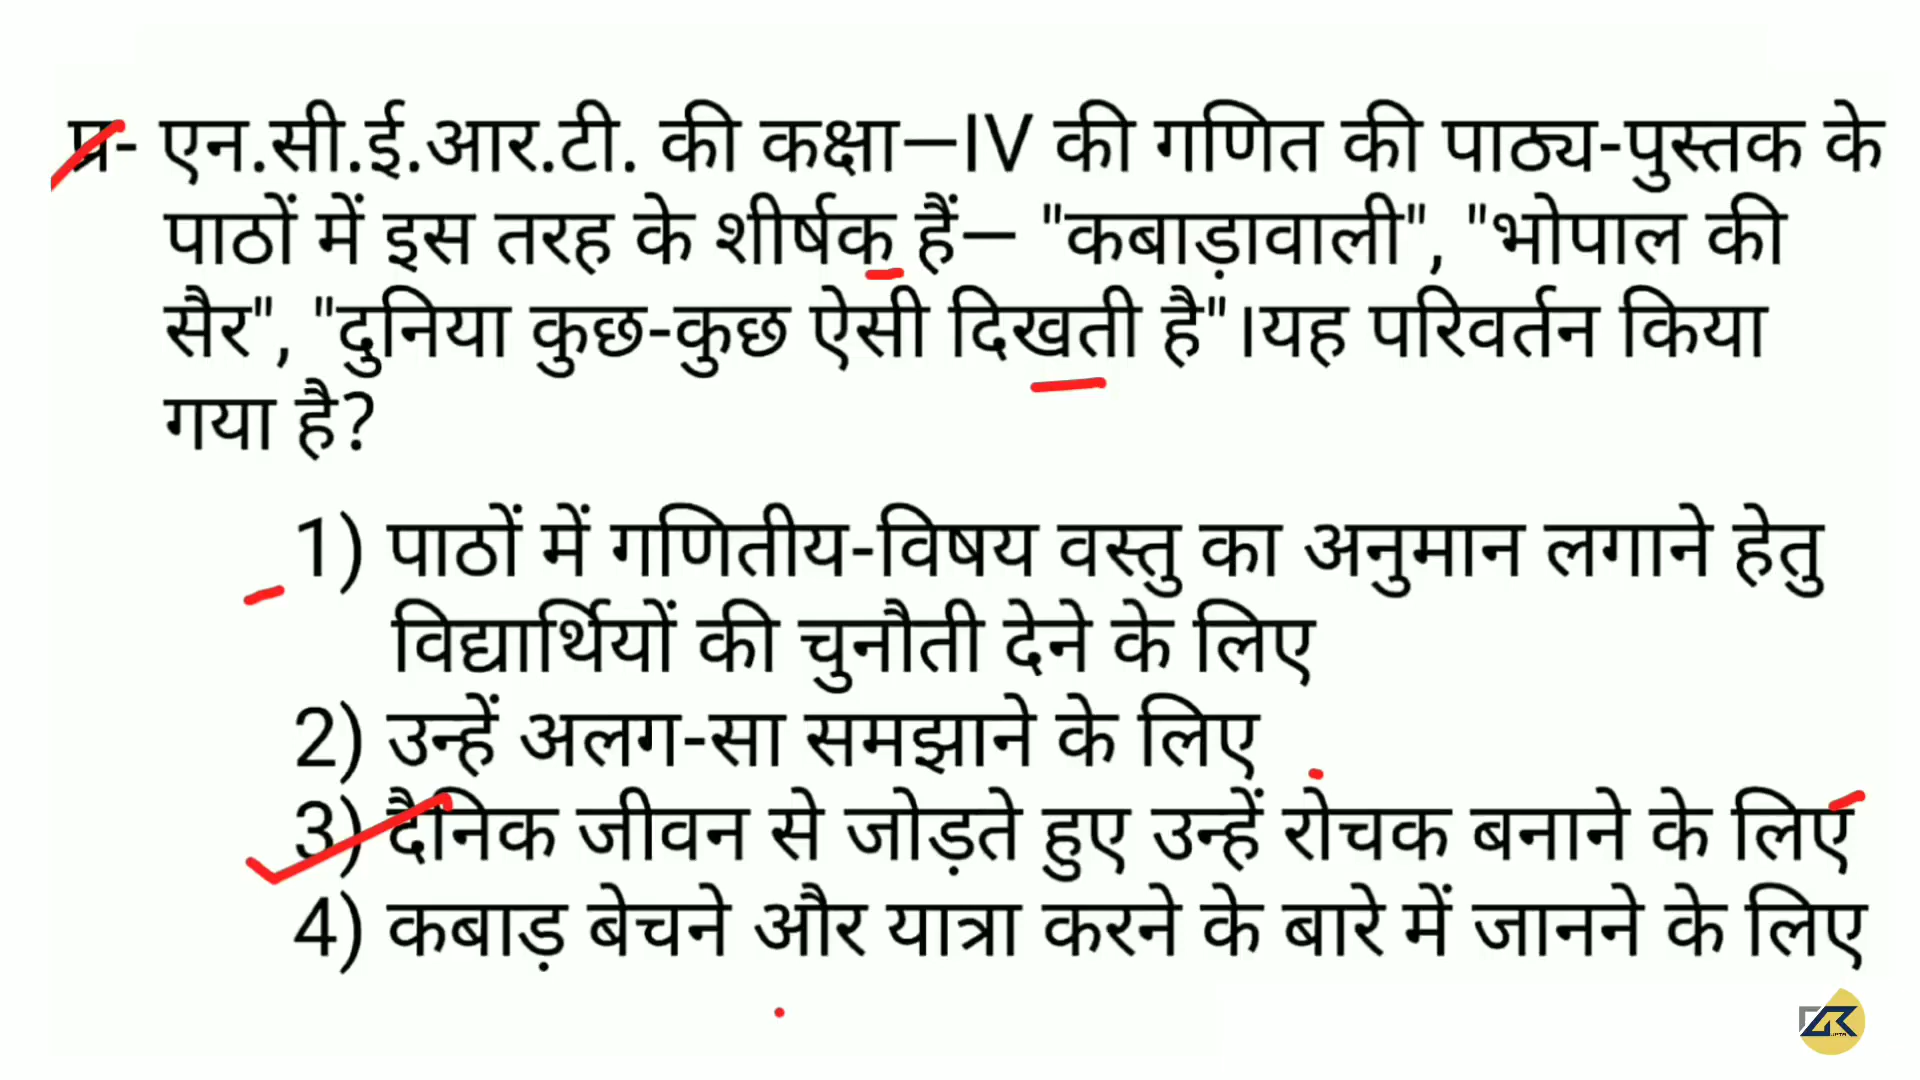 प्र- एन.सी.ई.आर.टी. की कक्षा–IV की गणित की पाठ्य-पुस्तक के
पाठों में इस तरह के शीर्षक हैं– "कबाड़ावाली", "भोपाल की
सैर", "दुनिया कुछ-कुछ ऐसी दिखती है"।यह परिवर्तन किया
गया है?
1) पाठों में गणितीय-विषय वस्तु का अनुमान लगाने हेतु
विद्यार्थियों की चुनौती देने के लिए
2) उन्हें अलग-सा समझाने के लिए
3) दैनिक जीवन से जोड़ते हुए उन्हें रोचक बनाने के लिए
4) कबाड़ बेचने और यात्रा करने के बारे में जानने के लिए